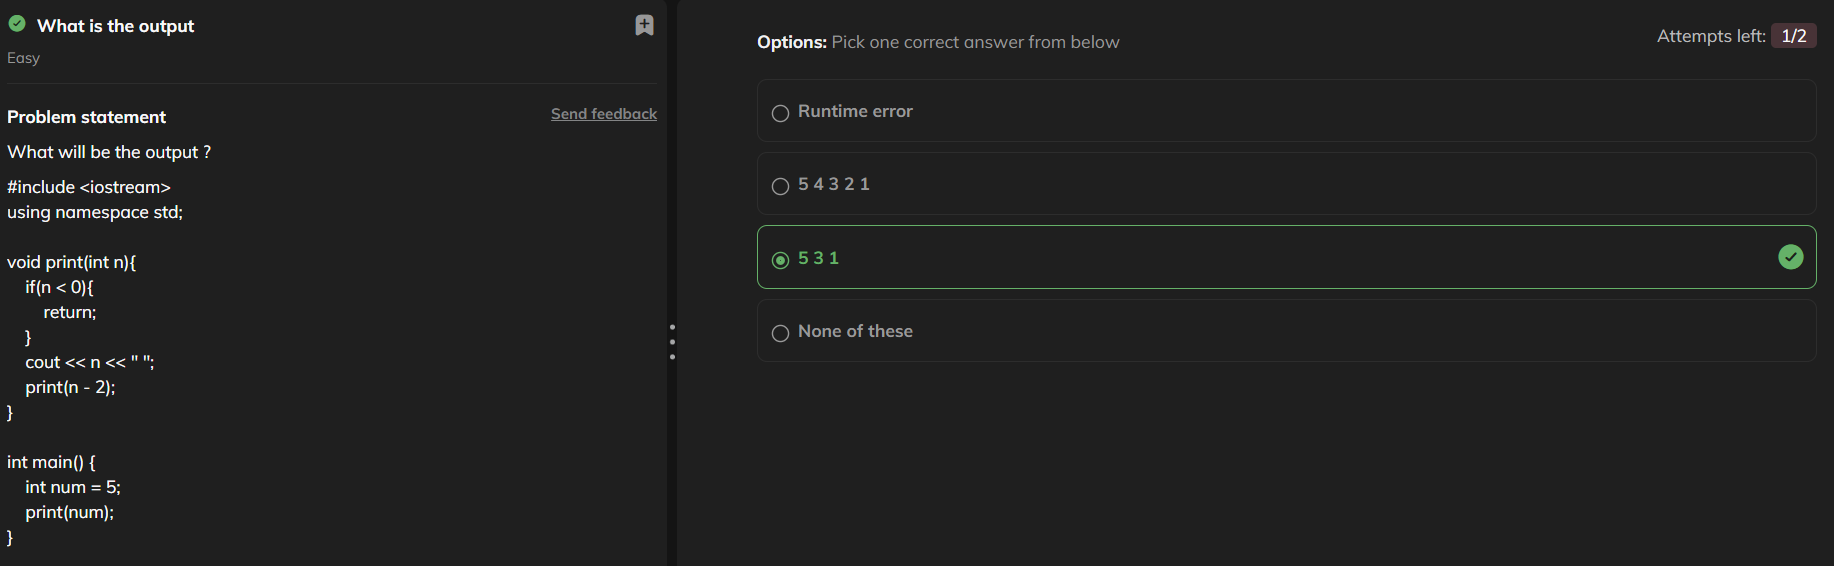 What is the output
Easy
Problem statement
Send feedback
What will be the output ?
#include <iostream>
using namespace std;
void print(int n){
if(n < 0){
return;
}
cout << n << " ";
print(n - 2);
}
int main() {
int num = 5;
print(num);
}
Options: Pick one correct answer from below
Attempts left: 1/2
Runtime error
5 4 3 2 1
5 3 1
None of these